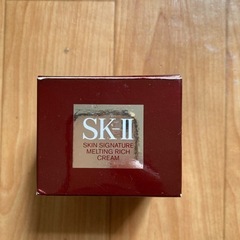 SK-II
SKIN SIGNATURE
MELTING RICH
CREAM